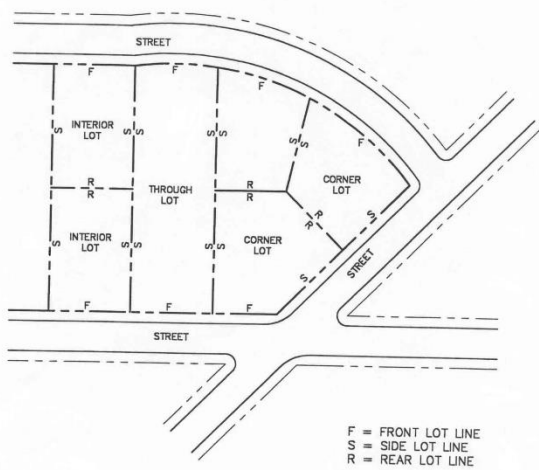 STREET
F
F
F
F
INTERIOR
LOT
S
S S
S S
S S
CORNER
LOT
R
R
THROUGH
LOT
R
R
R
R
S
INTERIOR
LOT
CORNER
LOT
S
S S
S S
STREET
S
F
F
F
STREET
F = FRONT LOT LINE
S = SIDE LOT LINE
R = REAR LOT LINE